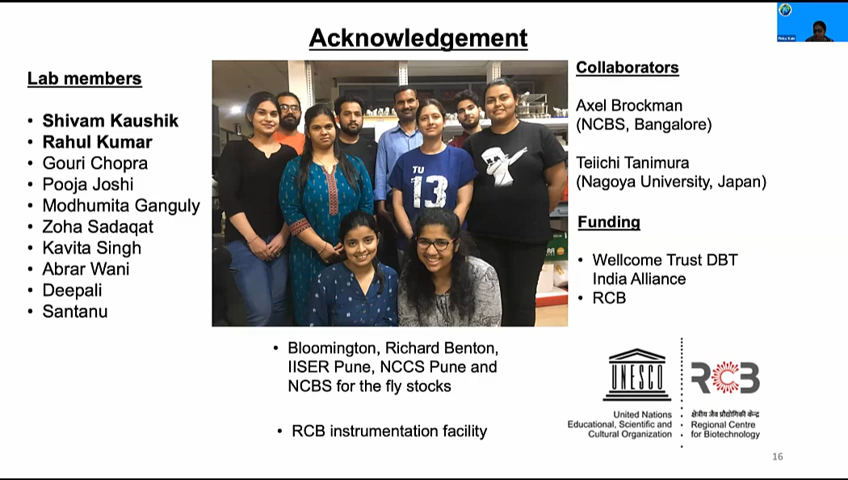 Acknowledgement
Lab members
• Shivam Kaushik
• Rahul Kumar
• Gouri Chopra
• Pooja Joshi
• Modhumita Ganguly
• Zoha Sadaqat
• Kavita Singh
• Abrar Wani
• Deepali
• Santanu
TU
13
Collaborators
Axel Brockman
(NCBS, Bangalore)
Teiichi Tanimura
(Nagoya University, Japan)
Funding
• Wellcome Trust DBT
India Alliance
• RCB
• Bloomington, Richard Benton,
IISER Pune, NCCS Pune and
NCBS for the fly stocks
• RCB instrumentation facility
UNESCO
United Nations
Educational, Scientific and
Cultural Organization
RCB
क्षेत्रीय जैव प्रौद्योगिकी केन्द्र
Regional Centre
for Biotechnology
16